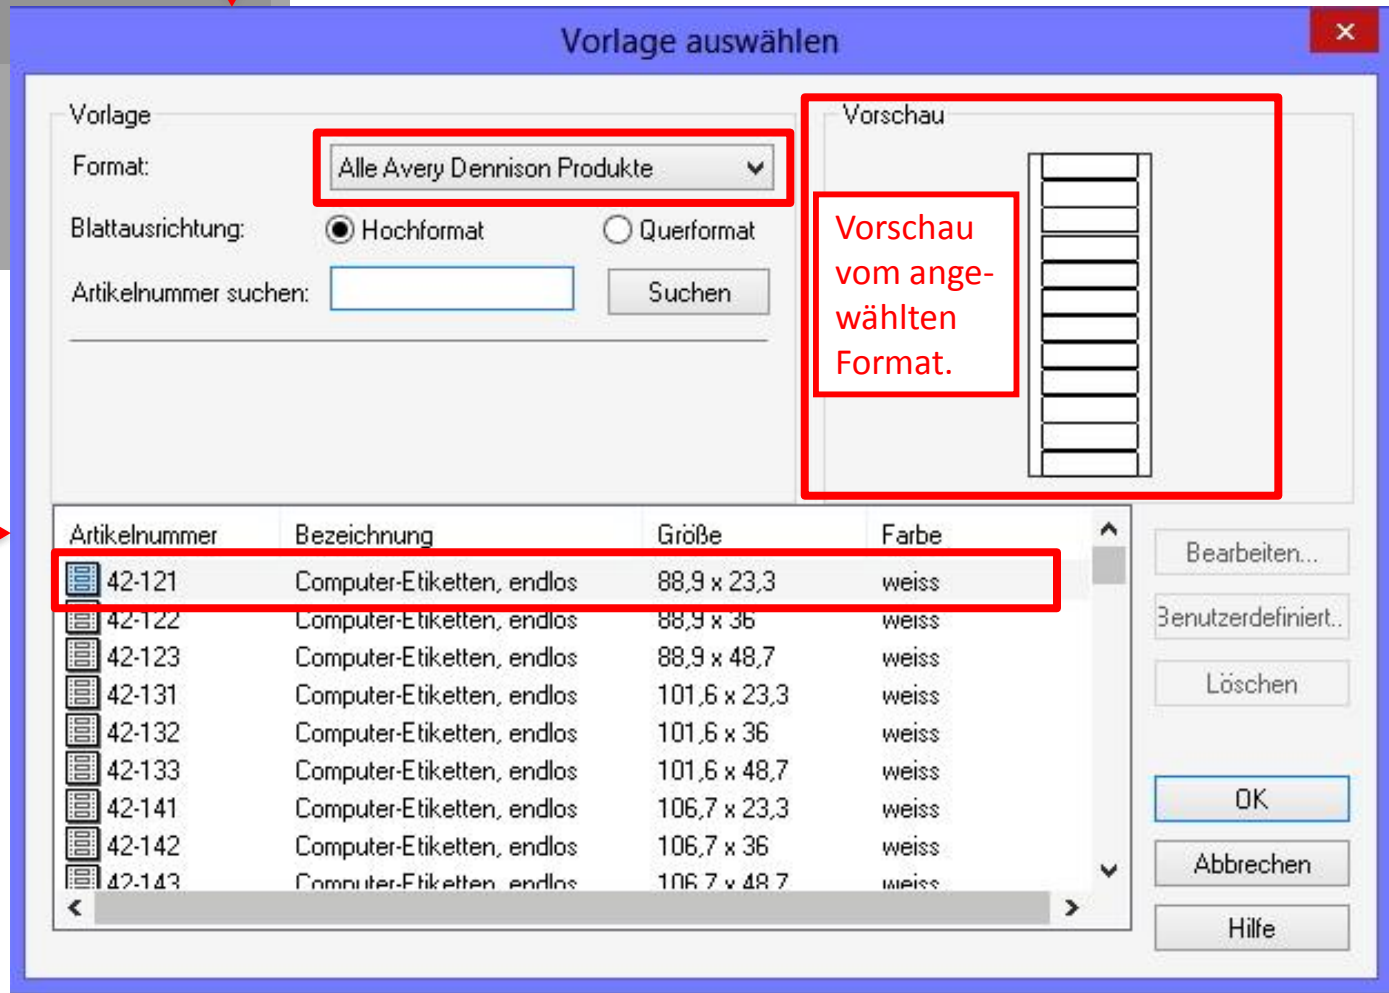 Vorlage auswählen
Vorlage
Format:
Alle Avery Dennison Produkte
Blattausrichtung:
Hochformat
Querformat
Artikelnummer suchen:
Suchen
Vorschau
Vorschau
vom ange-
wählten
Format.
Artikelnummer Bezeichnung Größe Farbe
42-121 Computer-Etiketten, endlos 88,9 x 23,3 weiss
42-122 Computer-Etiketten, endlos 88,9 x 36 weiss
42-123 Computer-Etiketten, endlos 88,9 x 48,7 weiss
42-131 Computer-Etiketten, endlos 101,6 x 23,3 weiss
42-132 Computer-Etiketten, endlos 101,6 x 36 weiss
42-133 Computer-Etiketten, endlos 101,6 x 48,7 weiss
42-141 Computer-Etiketten, endlos 106,7 x 23,3 weiss
42-142 Computer-Etiketten, endlos 106,7 x 36 weiss
42-143 Computer-Etiketten, endlos 106,7 x 48,7 weiss
Bearbeiten...
Benutzerdefiniert..
Löschen
OK
Abbrechen
Hilfe